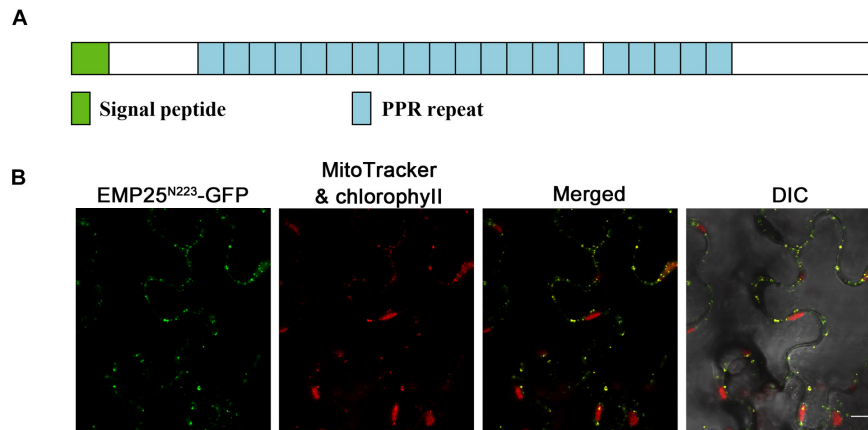 A
Signal peptide
PPR repeat
B
EMP25N223-GFP
MitoTracker
& chlorophyll
Merged
DIC